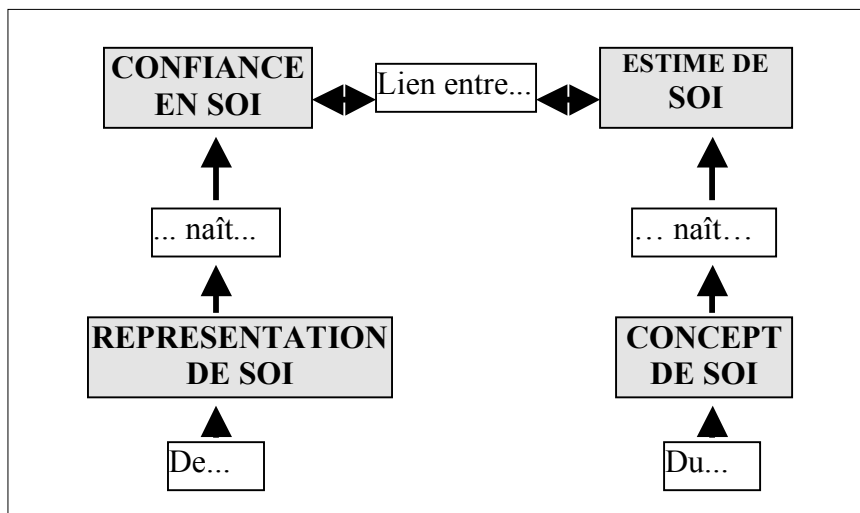 CONFIANCE
EN SOI
Lien entre...
ESTIME DE
SOI
... naît...
… naît…
REPRESENTATION
DE SOI
CONCEPT
DE SOI
De...
Du...